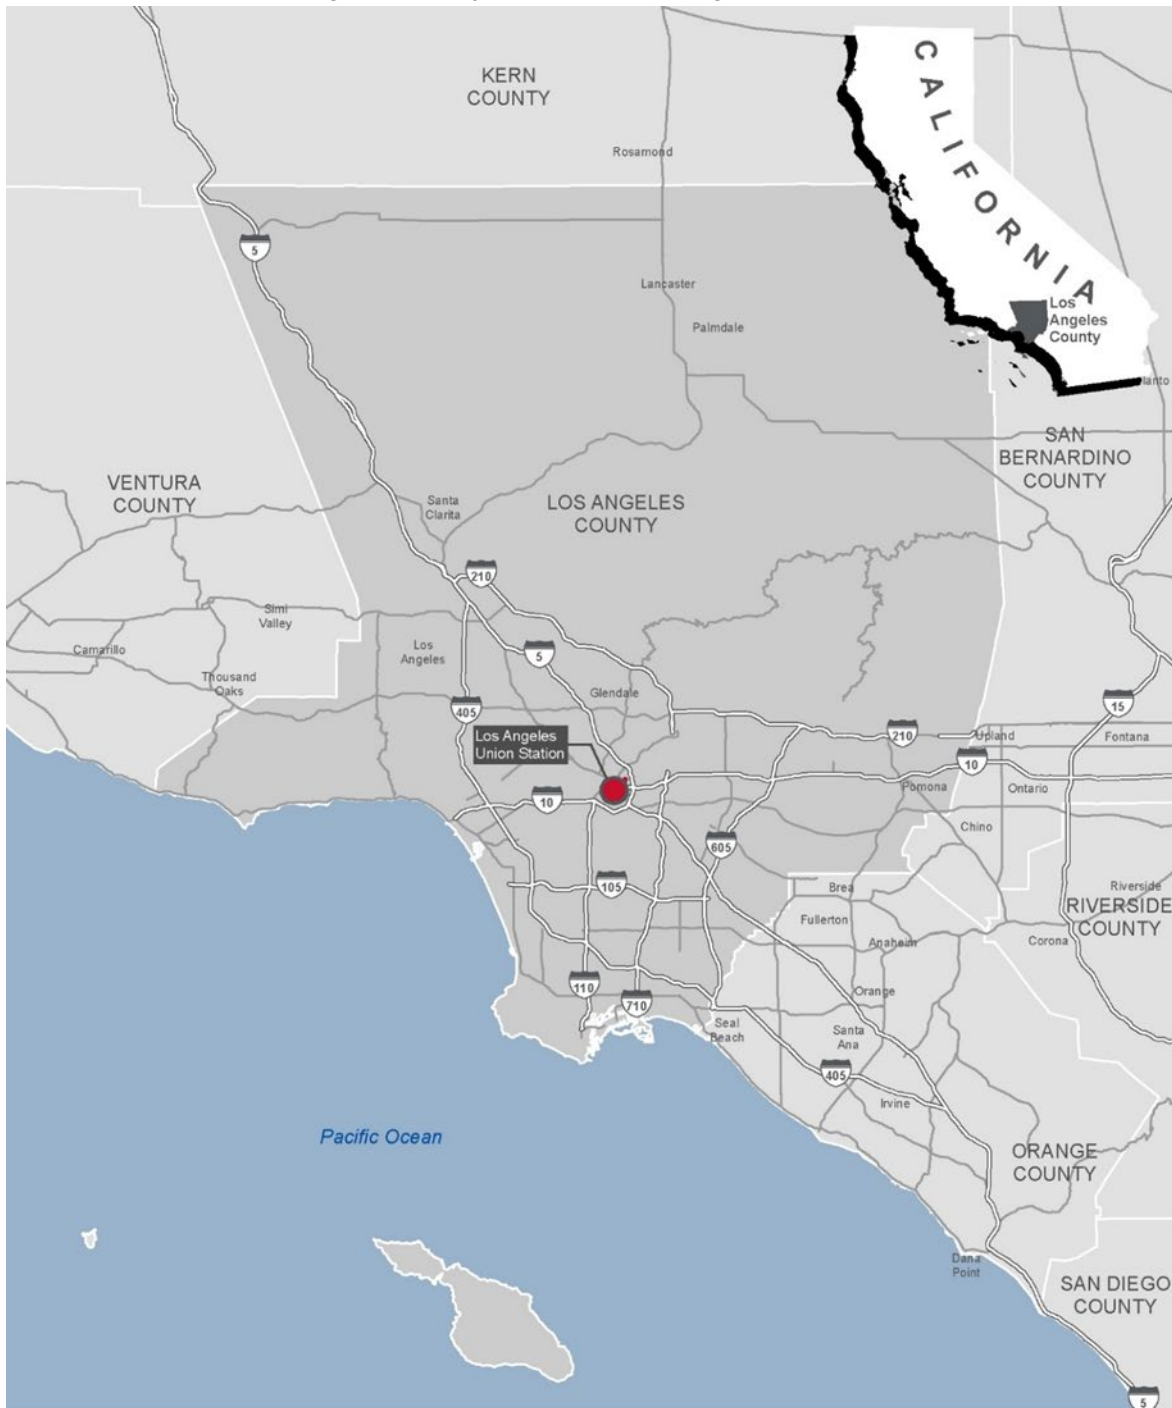 KERN
COUNTY
CALIFORNIA
Rosamond
5
Lancaster
Los
Angeles
County
Palmdale
lanto
SAN
BERNARDINO
COUNTY
VENTURA
COUNTY
Santa
Clarita
LOS ANGELES
COUNTY
210
Simi
Valley
Camarillo
Los
Angeles
5
Thousand
Oaks
Glendale
405
15
Los Angeles
Union Station
210
Upland
Fontana
10
10
Pomona
Ontario
Chino
605
105
Brea
Riverside
RIVERSIDE
COUNTY
Fullerton
Anaheim
Corona
110
710
Orange
Seal
Beach
Santa
Ana
405
Irvine
Pacific Ocean
ORANGE
COUNTY
Dana
Point
SAN DIEGO
COUNTY
5